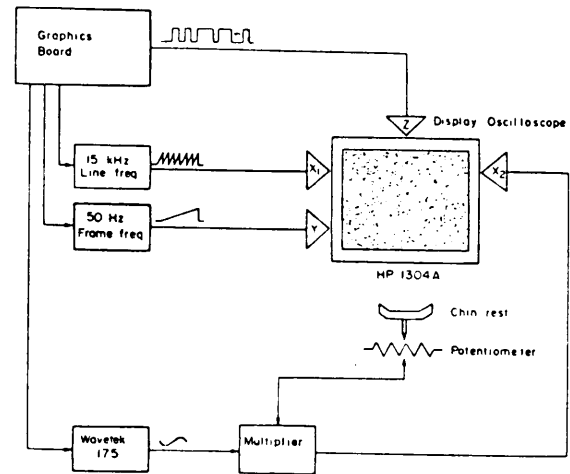 Graphics
Board
Z
Display Oscilloscope
15 kHz
Line freq
X1
X2
50 Hz
Frame freq
Y
HP 1304A
Chin rest
Potentiometer
Wavetek
175
Multiplier